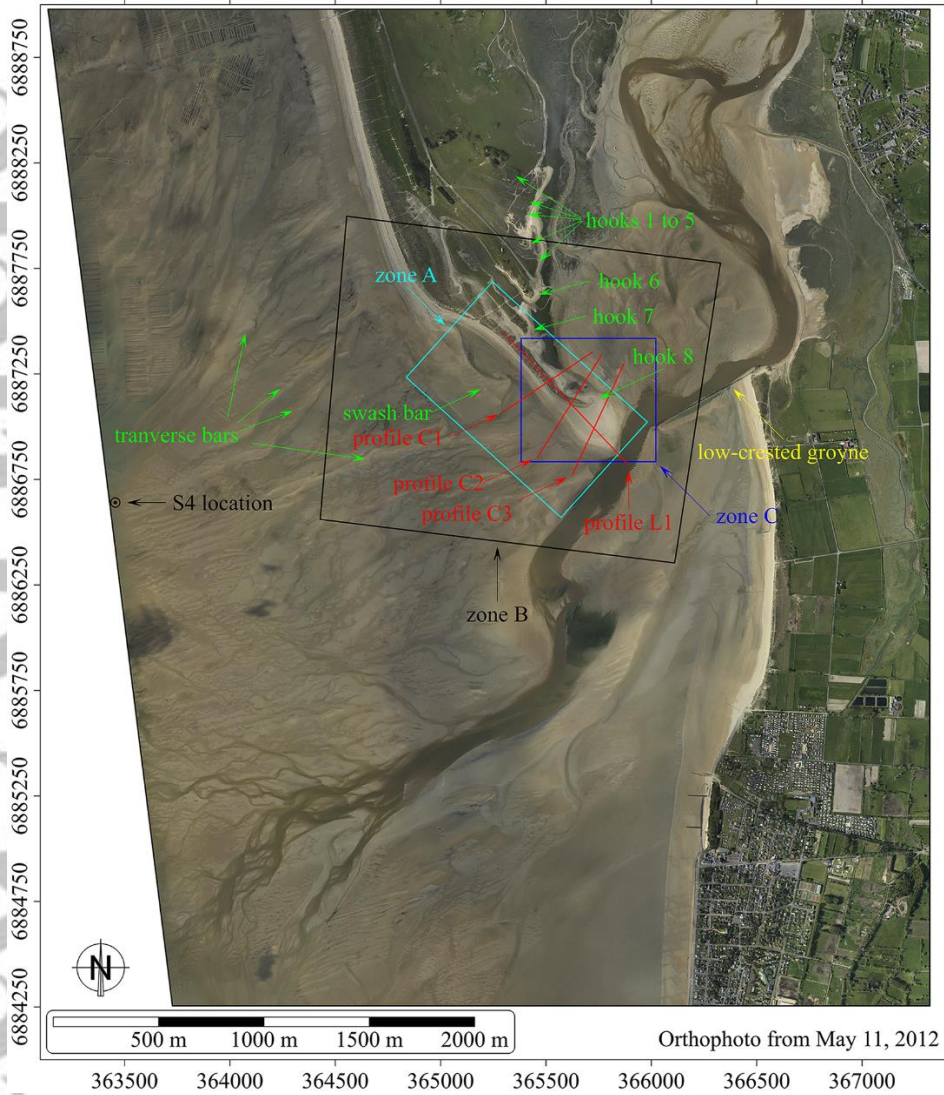 6888750
6888250
6887750
6887250
6886750
6886250
6885750
6885250
6884750
6884250
hooks 1 to 5
zone A
hook 6
hook 7
hook 8
swash bar
profile C1
tranverse bars
low-crested groyne
profile C2
S4 location
profile C3
profile L1
zone C
zone B
N
500 m
1000 m
1500 m
2000 m
Orthophoto from May 11, 2012
363500
364000
364500
365000
365500
366000
366500
367000